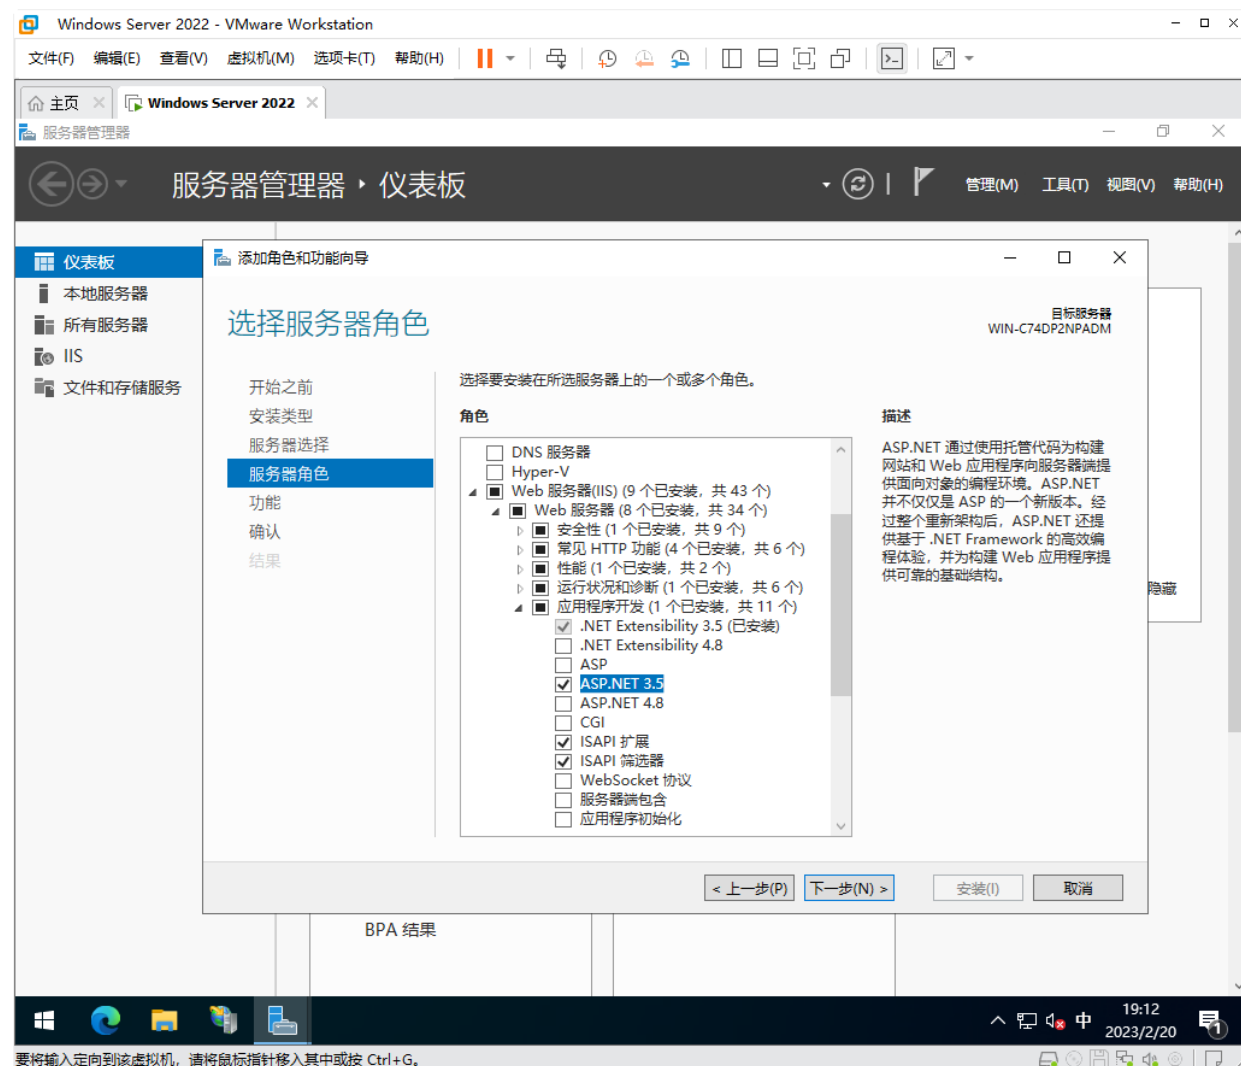 Windows Server 2022 - VMware Workstation
文件(F) 编辑(E) 查看(V) 虚拟机(M) 选项卡(T) 帮助(H)
主页
Windows Server 2022
服务器管理器
服务器管理器 · 仪表板
管理(M) 工具(T) 视图(V) 帮助(H)
仪表板
本地服务器
所有服务器
IIS
文件和存储服务
添加角色和功能向导
选择服务器角色
目标服务器
WIN-C74DP2NPADM
开始之前
安装类型
服务器选择
服务器角色
功能
确认
结果
选择要安装在所选服务器上的一个或多个角色。
角色
DNS 服务器
Hyper-V
Web 服务器(IIS) (9 个已安装，共 43 个)
Web 服务器 (8 个已安装，共 34 个)
安全性 (1 个已安装，共 9 个)
常见 HTTP 功能 (4 个已安装，共 6 个)
性能 (1 个已安装，共 2 个)
运行状况和诊断 (1 个已安装，共 6 个)
应用程序开发 (1 个已安装，共 11 个)
.NET Extensibility 3.5 (已安装)
.NET Extensibility 4.8
ASP
ASP.NET 3.5
ASP.NET 4.8
CGI
ISAPI 扩展
ISAPI 筛选器
WebSocket 协议
服务器端包含
应用程序初始化
描述
ASP.NET 通过使用托管代码为构建
网站和 Web 应用程序向服务器端提
供面向对象的编程环境。ASP.NET
并不仅仅是 ASP 的一个新版本。经
过整个重新架构后，ASP.NET 还提
供基于 .NET Framework 的高效编
程体验，并为构建 Web 应用程序提
供可靠的基础结构。
隐藏
< 上一步(P) 下一步(N) > 安装(I) 取消
BPA 结果
中
19:12
2023/2/20
1
要将输入定向到该虚拟机，请将鼠标指针移入其中或按 Ctrl+G。